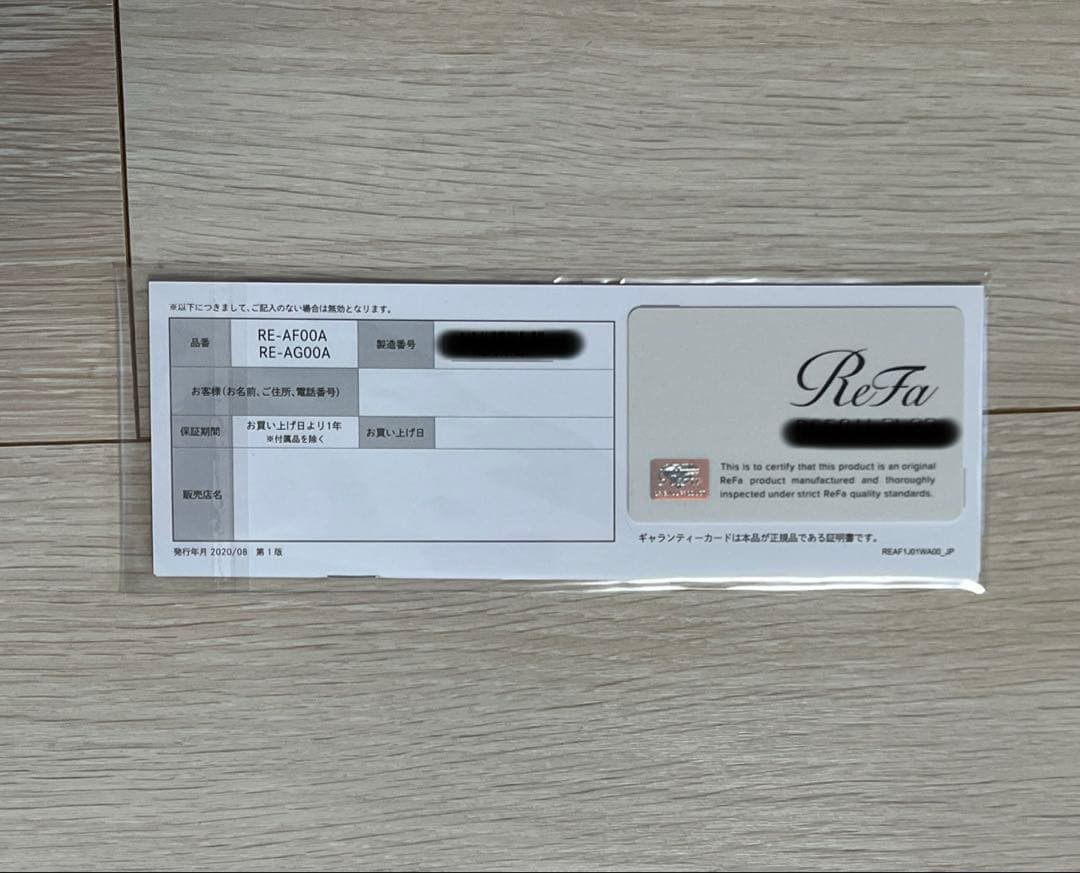 ※以下につきまして、ご記入のない場合は無効となります。
品番
RE-AF00A
RE-AG00A
製造番号
お客様(お名前、ご住所、電話番号)
保証期間
お買い上げ日より1年
※付属品を除く
お買い上げ日
販売店名
発行年月 2020/08 第1版
ReFa
This is to certify that this product is an original
ReFa product manufactured and thoroughly
inspected under strict ReFa quality standards.
ギャランティーカードは本品が正規品である証明書です。
REAF1J01WA00_JP